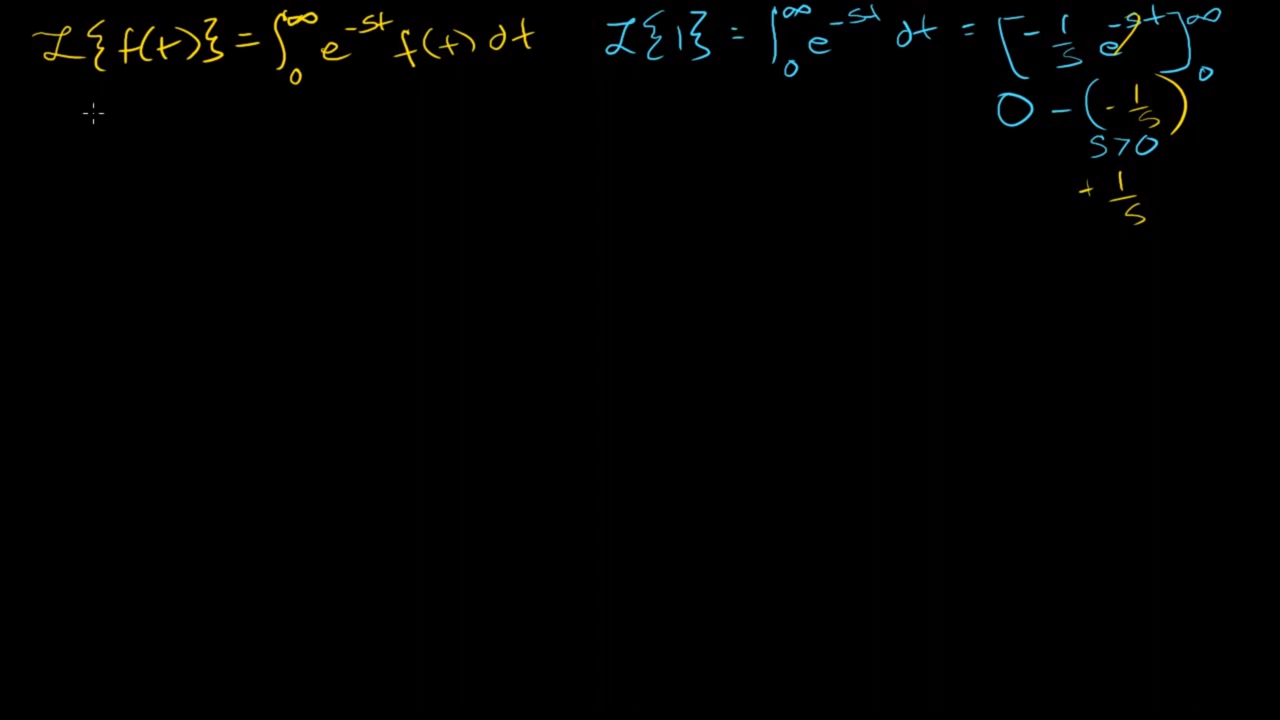 ℒ{f(t)} = ∫₀^∞ e^{-st} f(t) dt
ℒ{1} = ∫₀^∞ e^{-st} dt = [-1/s e^{-st}]₀^∞
0 - (-1/s)
s>0
+ 1/s